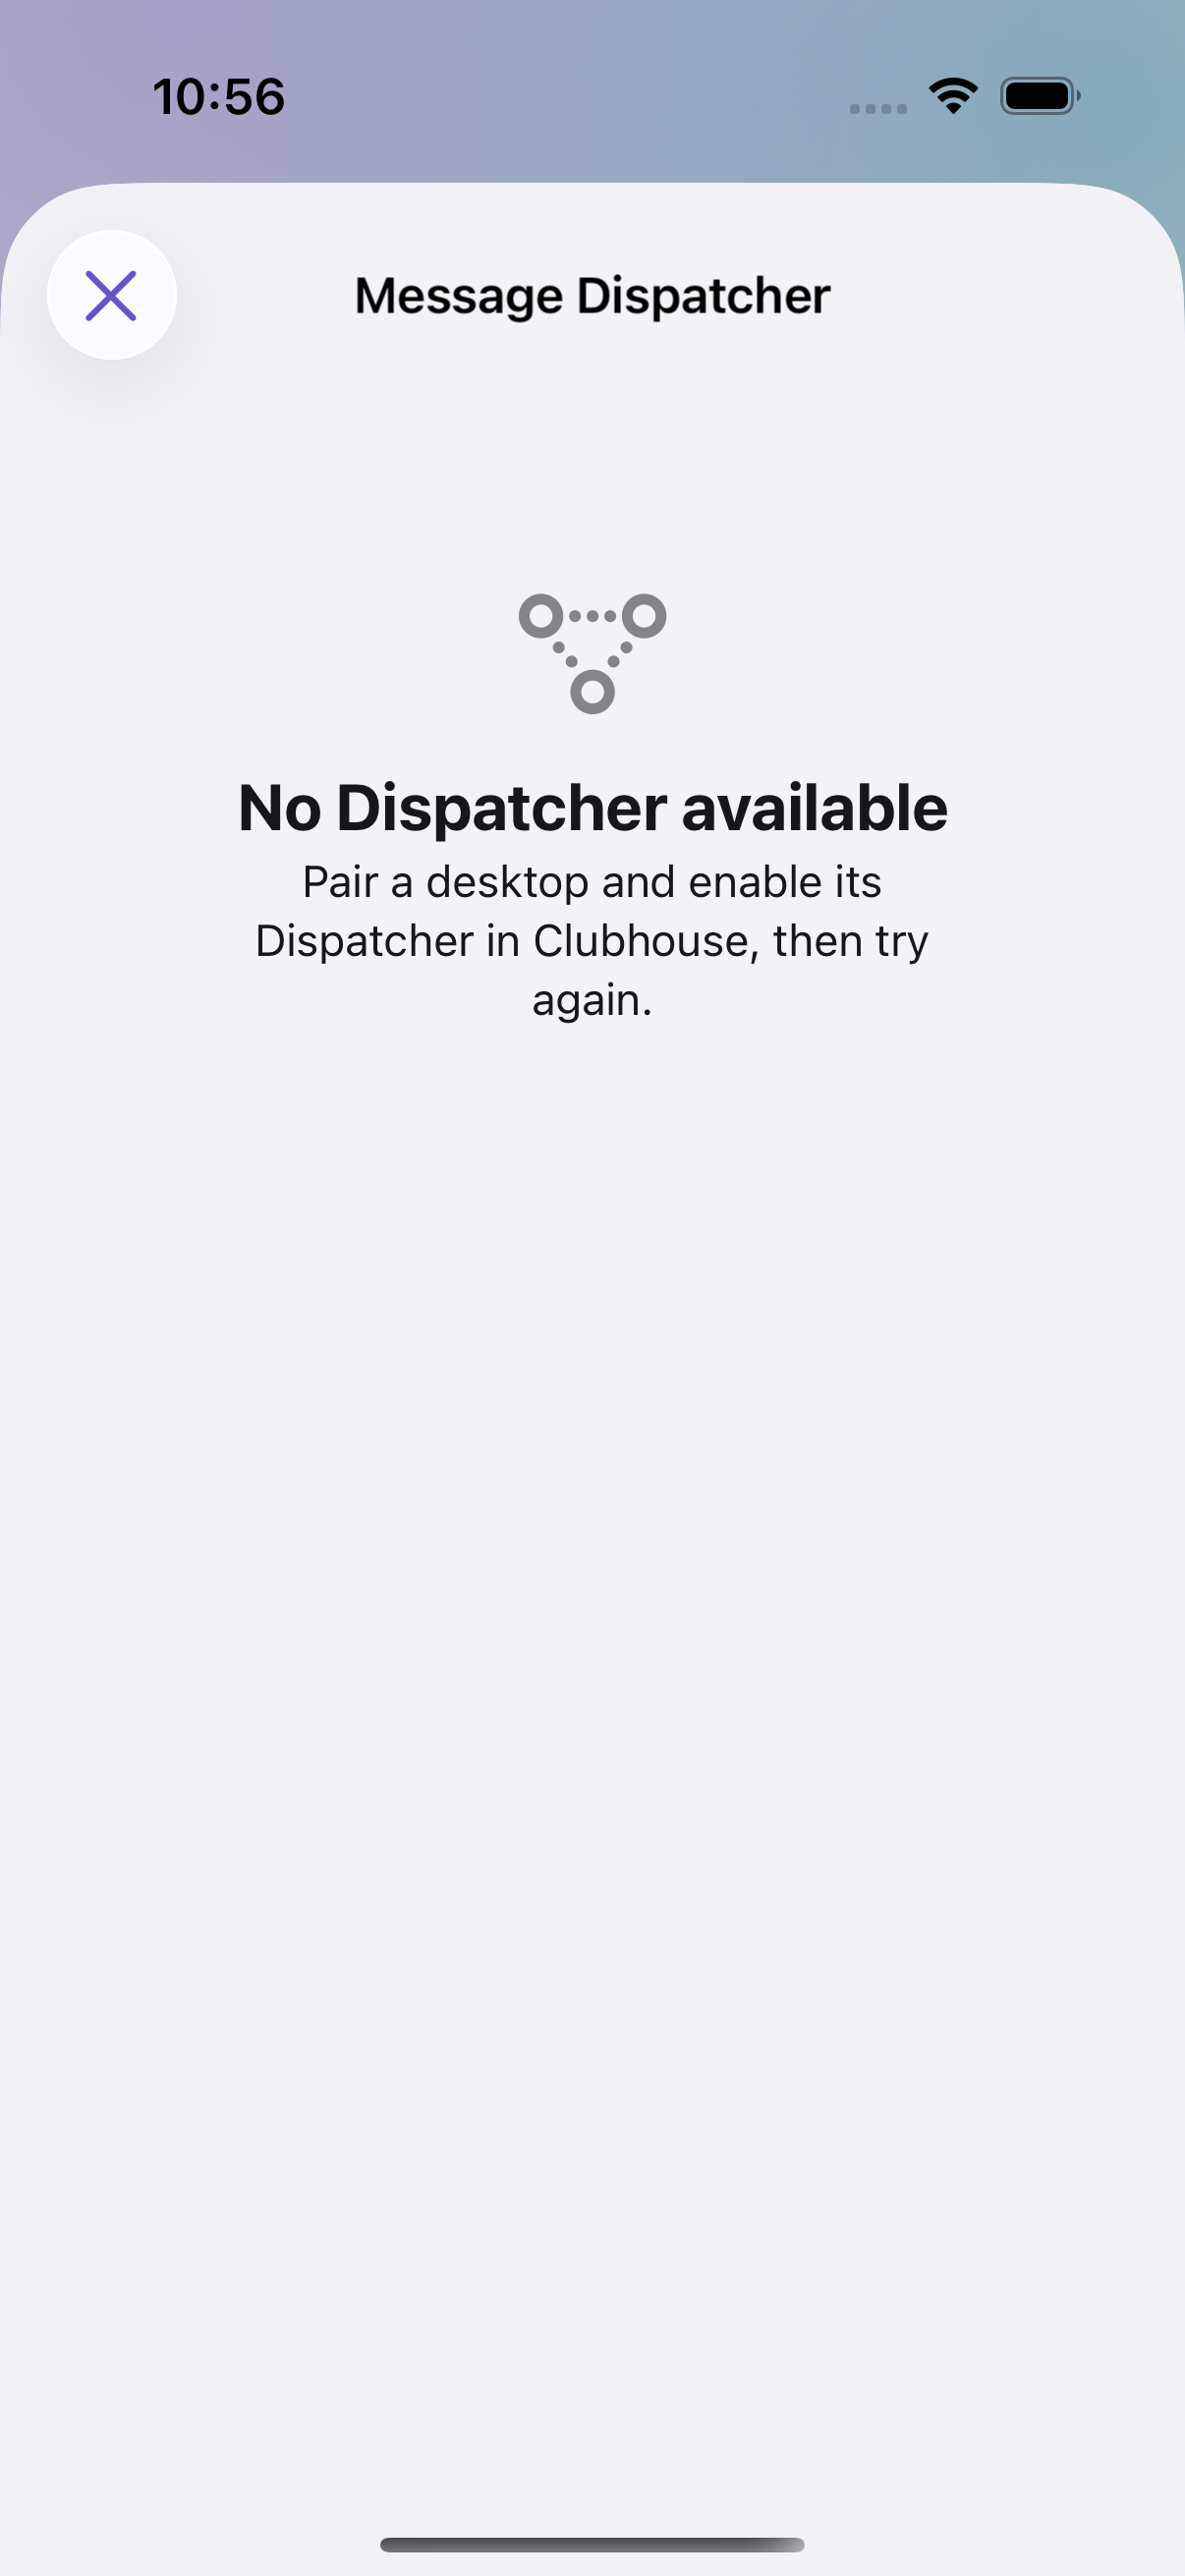 10:56
Message Dispatcher
No Dispatcher available
Pair a desktop and enable its
Dispatcher in Clubhouse, then try
again.